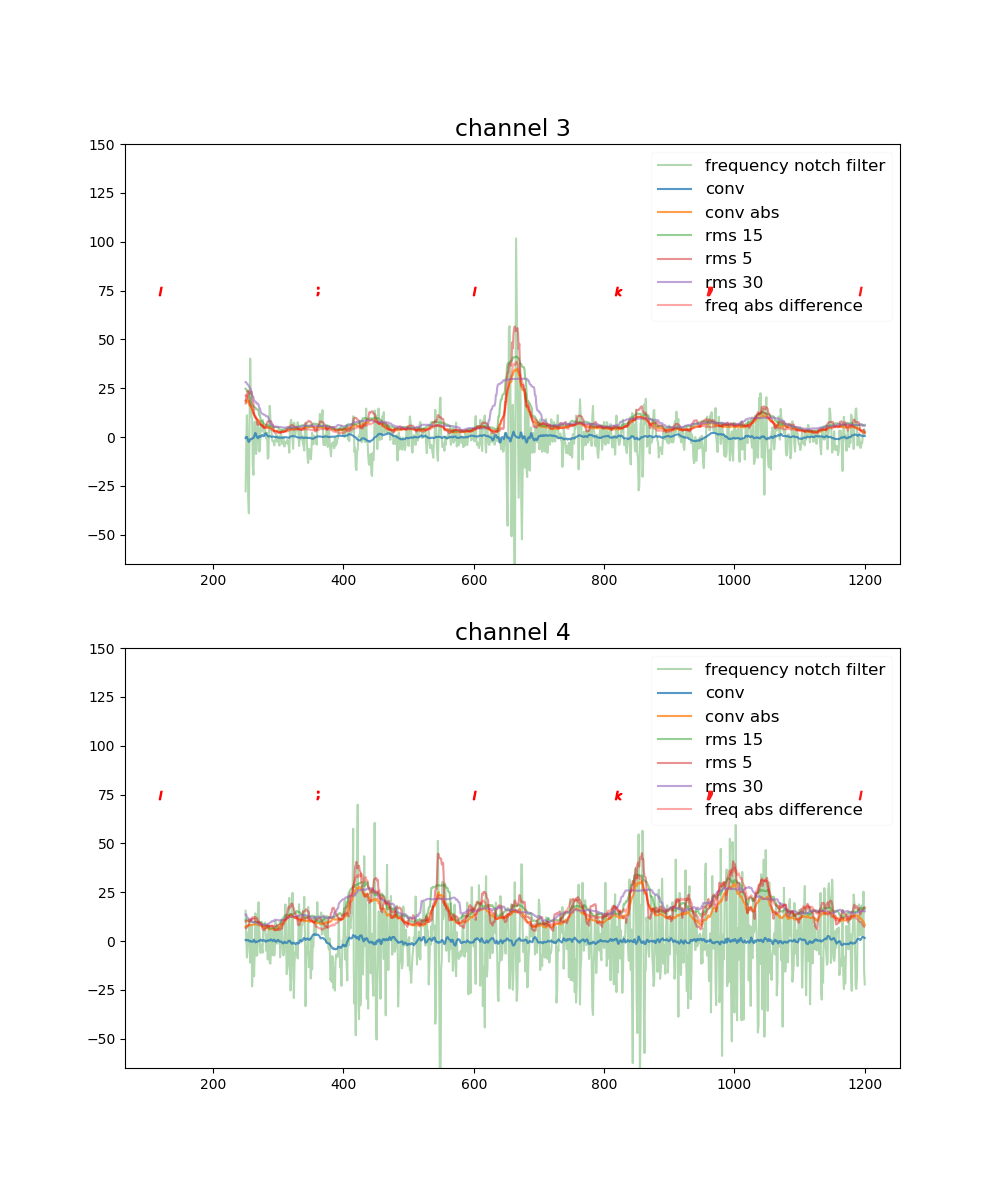 channel 3
150
125
100
75
50
25
0
−25
−50
frequency notch filter
conv
conv abs
rms 15
rms 5
rms 30
freq abs difference
l ; l k l
200 400 600 800 1000 1200
channel 4
150
125
100
75
50
25
0
−25
−50
frequency notch filter
conv
conv abs
rms 15
rms 5
rms 30
freq abs difference
l ; l k l
200 400 600 800 1000 1200